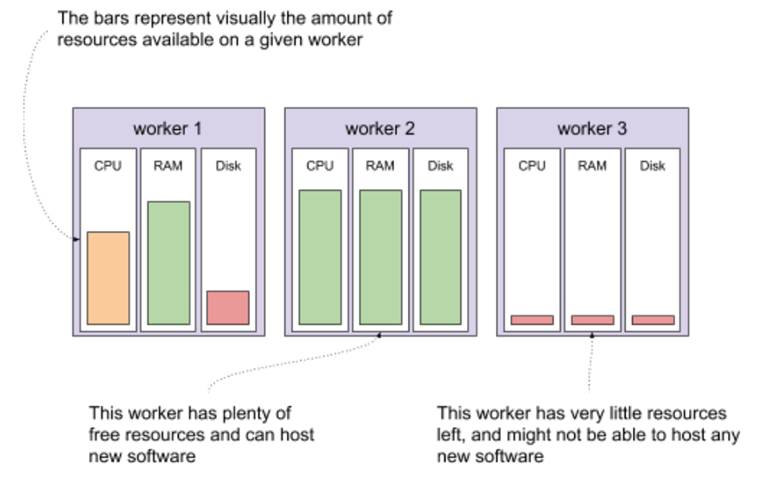 The bars represent visually the amount of
resources available on a given worker
worker 1
CPU
RAM
Disk
worker 2
CPU
RAM
Disk
worker 3
CPU
RAM
Disk
This worker has plenty of
free resources and can host
new software
This worker has very little resources
left, and might not be able to host any
new software